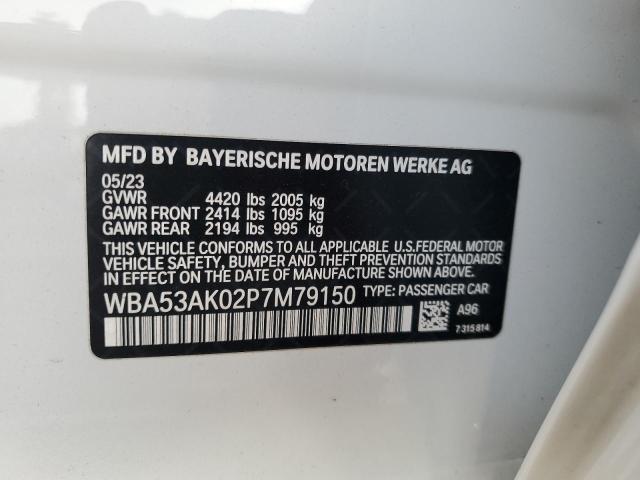 MFD BY BAYERISCHE MOTOREN WERKE AG
05/23
GVWR 4420 lbs 2005 kg
GAWR FRONT 2414 lbs 1095 kg
GAWR REAR 2194 lbs 995 kg
THIS VEHICLE CONFORMS TO ALL APPLICABLE U.S.FEDERAL MOTOR
VEHICLE SAFETY, BUMPER AND THEFT PREVENTION STANDARDS
IN EFFECT ON THE DATE OF MANUFACTURE SHOWN ABOVE.
WBA53AK02P7M79150 TYPE: PASSENGER CAR
A96
7 315 814